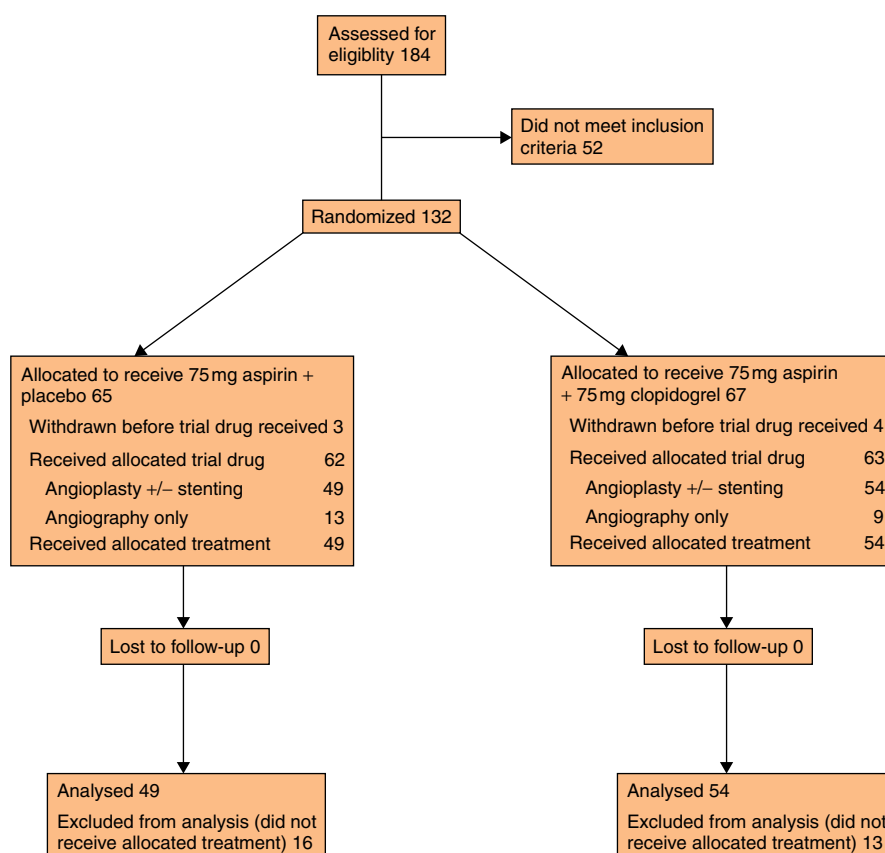 Assessed for
eligiblity 184
Did not meet inclusion
criteria 52
Randomized 132
Allocated to receive 75 mg aspirin +
placebo 65
Withdrawn before trial drug received 3
Received allocated trial drug 62
Angioplasty +/– stenting 49
Angiography only 13
Received allocated treatment 49
Allocated to receive 75 mg aspirin
+ 75 mg clopidogrel 67
Withdrawn before trial drug received 4
Received allocated trial drug 63
Angioplasty +/– stenting 54
Angiography only 9
Received allocated treatment 54
Lost to follow-up 0
Lost to follow-up 0
Analysed 49
Excluded from analysis (did not
receive allocated treatment) 16
Analysed 54
Excluded from analysis (did not
receive allocated treatment) 13